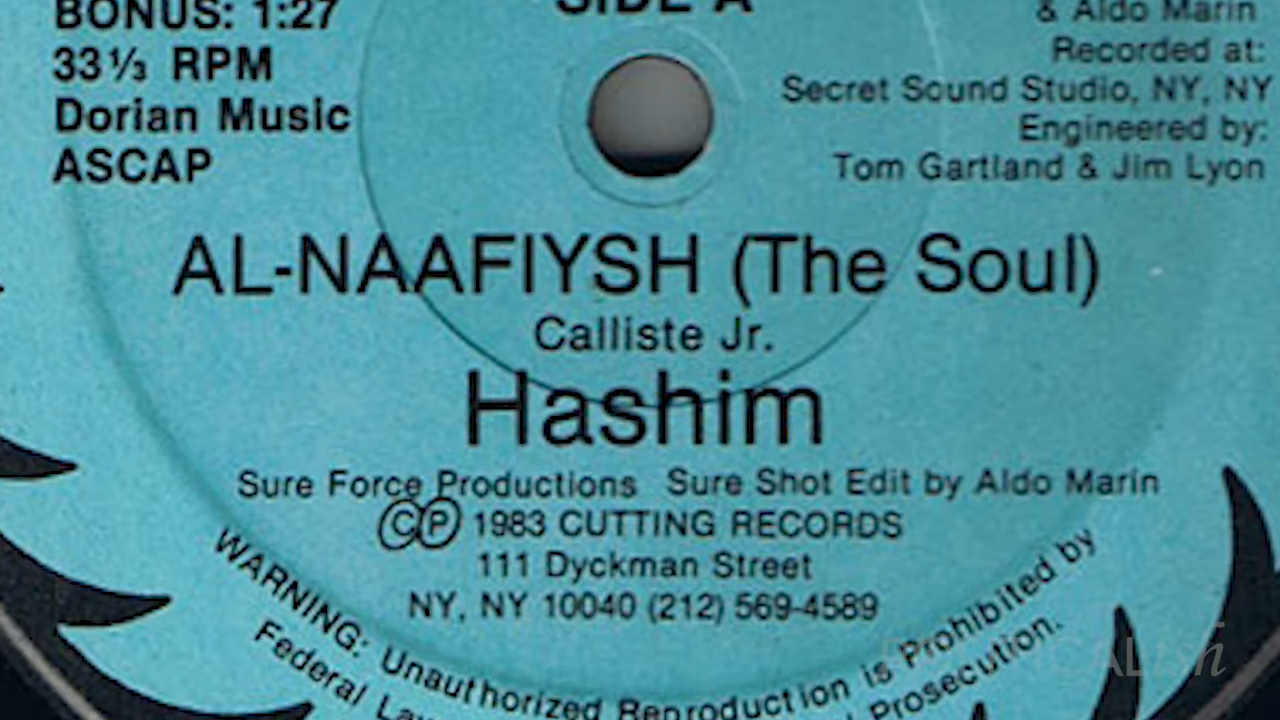 SIDE A
BONUS: 1:27
33⅓ RPM
Dorian Music
ASCAP
& Aldo Marin
Recorded at:
Secret Sound Studio, NY, NY
Engineered by:
Tom Gartland & Jim Lyon
AL-NAAFIYSH (The Soul)
Calliste Jr.
Hashim
Sure Force Productions Sure Shot Edit by Aldo Marin
©℗ 1983 CUTTING RECORDS
111 Dyckman Street
NY, NY 10040 (212) 569-4589
WARNING: Unauthorized Reproduction is Prohibited by
Federal Prosecution.